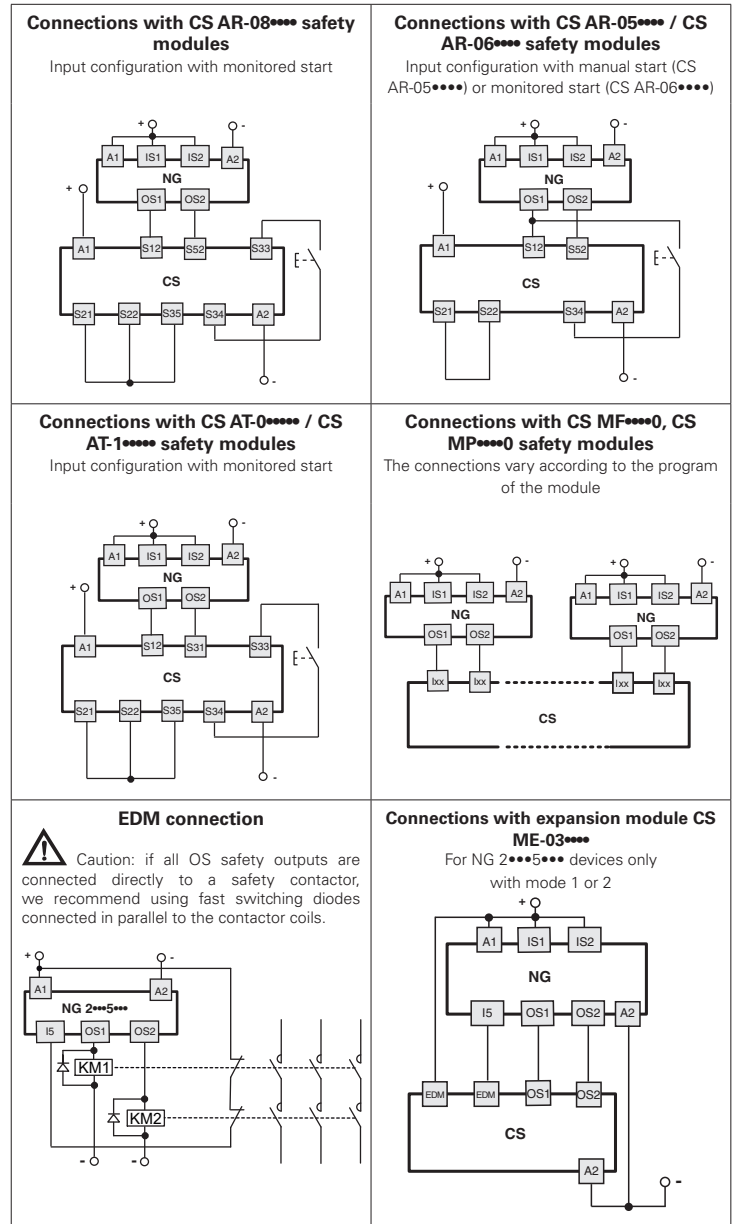 Connections with CS AR-08•••• safety
modules
Input configuration with monitored start
+
-
A1 IS1 IS2 A2
NG
+
OS1 OS2
A1 S12 S52 S33
CS
S21 S22 S35 S34 A2
-
Connections with CS AR-05•••• / CS
AR-06•••• safety modules
Input configuration with manual start (CS
AR-05••••) or monitored start (CS AR-06••••)
+
-
A1 IS1 IS2 A2
NG
+
OS1 OS2
A1 S12 S52
CS
S21 S22 S34 A2
-
Connections with CS AT-0••••• / CS
AT-1••••• safety modules
Input configuration with monitored start
+
-
A1 IS1 IS2 A2
NG
+
OS1 OS2
A1 S12 S31 S33
CS
S21 S22 S35 S34 A2
-
Connections with CS MF••••0, CS
MP••••0 safety modules
The connections vary according to the program
of the module
+ - + -
A1 IS1 IS2 A2 A1 IS1 IS2 A2
NG NG
OS1 OS2 OS1 OS2
Ixx Ixx Ixx Ixx
CS
EDM connection
Caution: if all OS safety outputs are
connected directly to a safety contactor,
we recommend using fast switching diodes
connected in parallel to the contactor coils.
+ -
A1 A2
NG 2•••5•••
I5 OS1 OS2
KM1
KM2
- -
Connections with expansion module CS
ME-03••••
For NG 2•••5••• devices only
with mode 1 or 2
+
A1 IS1 IS2
NG
I5 OS1 OS2 A2
EDM EDM OS1 OS2
CS
A2
-